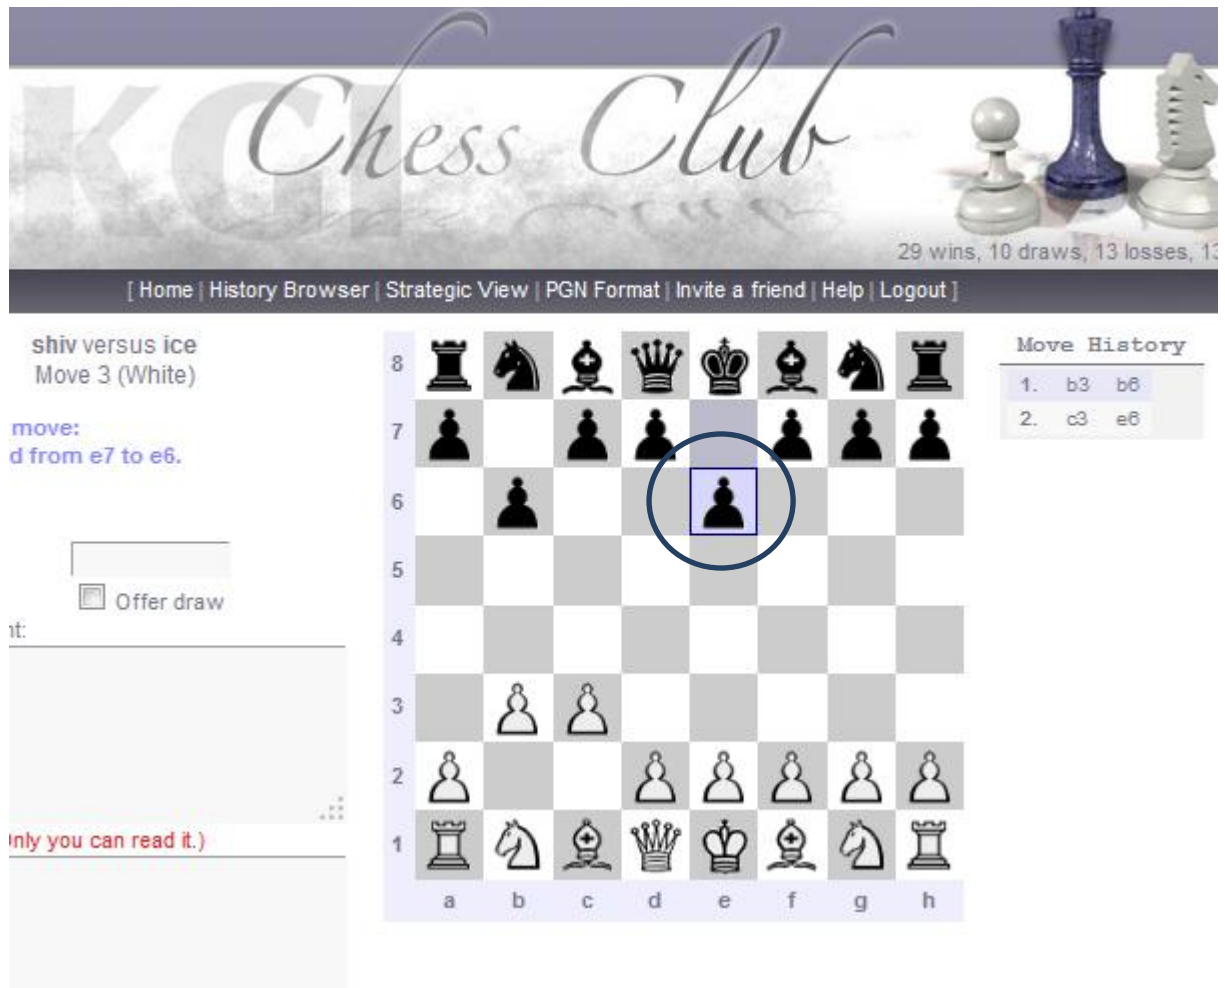 KGI
Chess Club
29 wins, 10 draws, 13 losses, 13
[ Home | History Browser | Strategic View | PGN Format | Invite a friend | Help | Logout ]
shiv versus ice
Move 3 (White)
move:
d from e7 to e6.
Offer draw
nt:
nly you can read it.)
8
7
6
5
4
3
2
1
a b c d e f g h
Move History
1. b3 b6
2. c3 e6